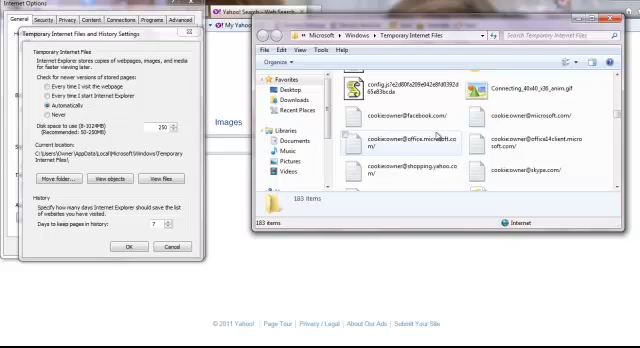 Internet Options
General Security Privacy Content Connections Programs Advanced
Temporary Internet Files and History Settings
Temporary Internet Files
Internet Explorer stores copies of webpages, images, and media
for faster viewing later.
Check for newer versions of stored pages:
Every time I visit the webpage
Every time I start Internet Explorer
Automatically
Never
Disk space to use (8-1024MB)
(Recommended: 50-250MB)
250
Current location:
C:\Users\Owner\AppData\Local\Microsoft\Windows\Temporary
Internet Files\
Move folder... View objects View files
History
Specify how many days Internet Explorer should save the list
of websites you have visited.
Days to keep pages in history:
7
OK Cancel
Yahoo! Search - Web Search
My Yahoo!
Images
Microsoft Windows Temporary Internet Files
Search Temporary Internet Files
File Edit View Tools Help
Organize
Favorites
Desktop
Downloads
Recent Places
Libraries
Documents
Music
Pictures
Videos
Connecting_40x40_x36_anim.gif
cookie:owner@facebook.com/
cookie:owner@microsoft.com/
cookie:owner@office.microsoft.co
m/
cookie:owner@office14client.micro
soft.com/
cookie:owner@shopping.yahoo.co
m/
cookie:owner@skype.com/
183 items
183 items
Internet
© 2011 Yahoo! Page Tour Privacy / Legal About Our Ads Submit Your Site